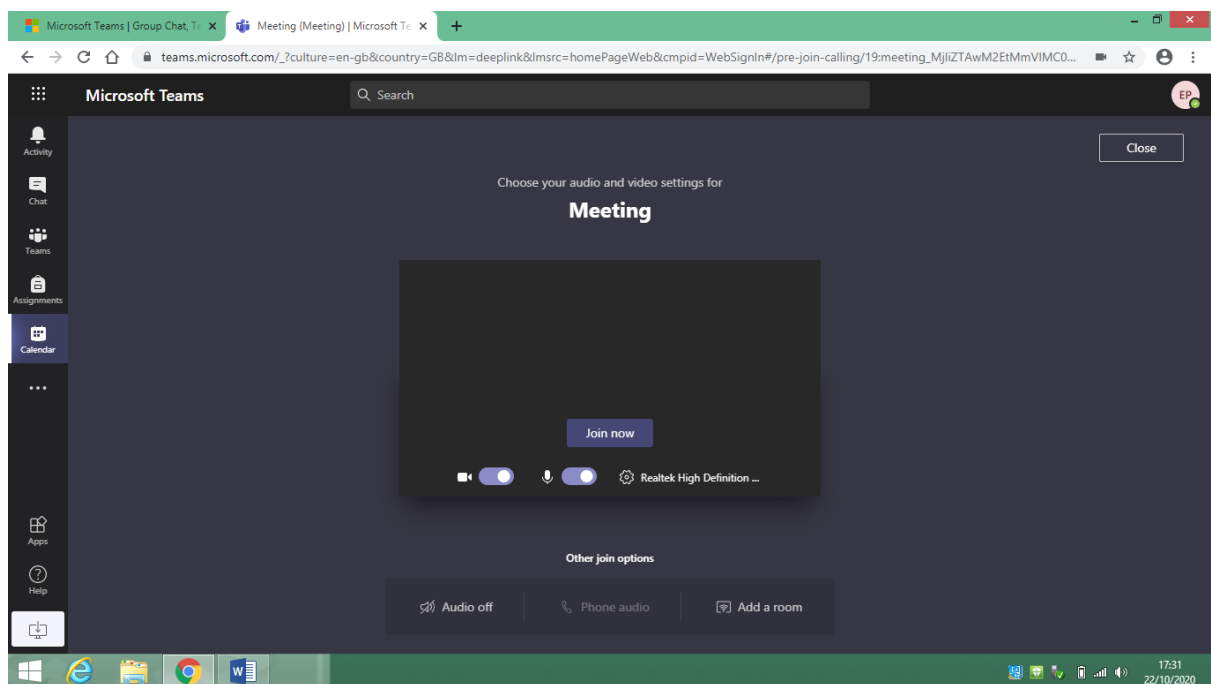 Microsoft Teams | Group Chat, Te
Meeting (Meeting) | Microsoft Te
teams.microsoft.com/_?culture=en-gb&country=GB&lm=deeplink&lmsrc=homePageWeb&cmpid=WebSignIn#/pre-join-calling/19:meeting_MjliZTAwM2EtMmVlMC0...
Microsoft Teams
Search
EP
Activity
Chat
Teams
Assignments
Calendar
Apps
Help
Close
Choose your audio and video settings for
Meeting
Join now
Realtek High Definition ...
Other join options
Audio off
Phone audio
Add a room
17:31
22/10/2020